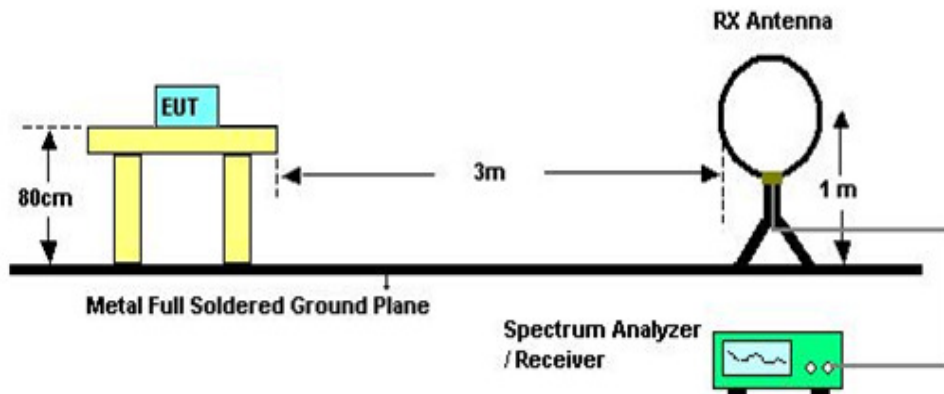 RX Antenna
EUT
80cm
3m
1 m
Metal Full Soldered Ground Plane
Spectrum Analyzer
/ Receiver